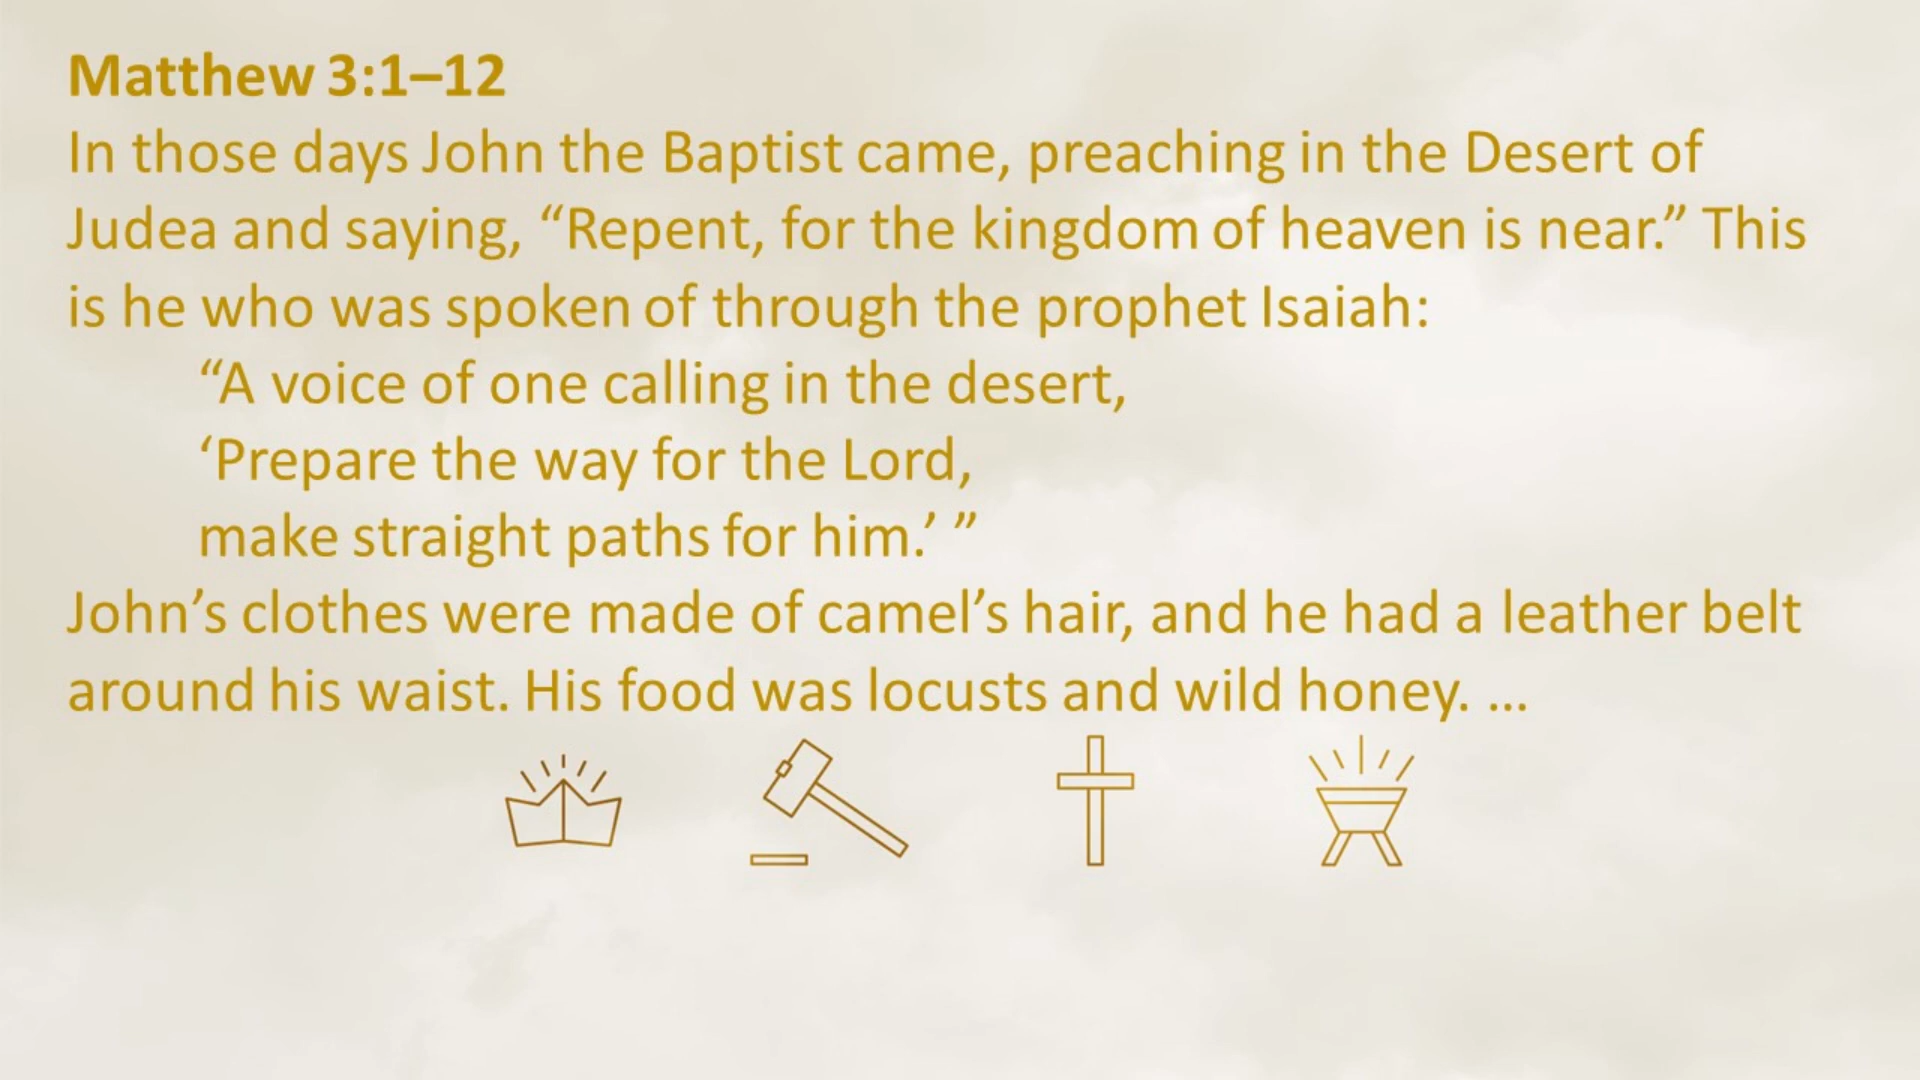 Matthew 3:1–12
In those days John the Baptist came, preaching in the Desert of
Judea and saying, “Repent, for the kingdom of heaven is near.” This
is he who was spoken of through the prophet Isaiah:
“A voice of one calling in the desert,
‘Prepare the way for the Lord,
make straight paths for him.’ ”
John’s clothes were made of camel’s hair, and he had a leather belt
around his waist. His food was locusts and wild honey. …